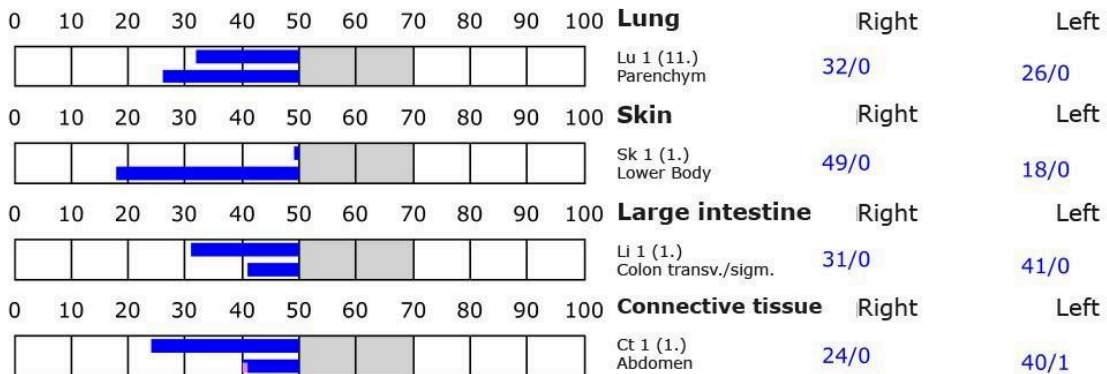 0 10 20 30 40 50 60 70 80 90 100 Lung Right Left
Lu 1 (11.)
Parenchym 32/0 26/0
0 10 20 30 40 50 60 70 80 90 100 Skin Right Left
Sk 1 (1.)
Lower Body 49/0 18/0
0 10 20 30 40 50 60 70 80 90 100 Large intestine Right Left
Li 1 (1.)
Colon transv./sigm. 31/0 41/0
0 10 20 30 40 50 60 70 80 90 100 Connective tissue Right Left
Ct 1 (1.)
Abdomen 24/0 40/1